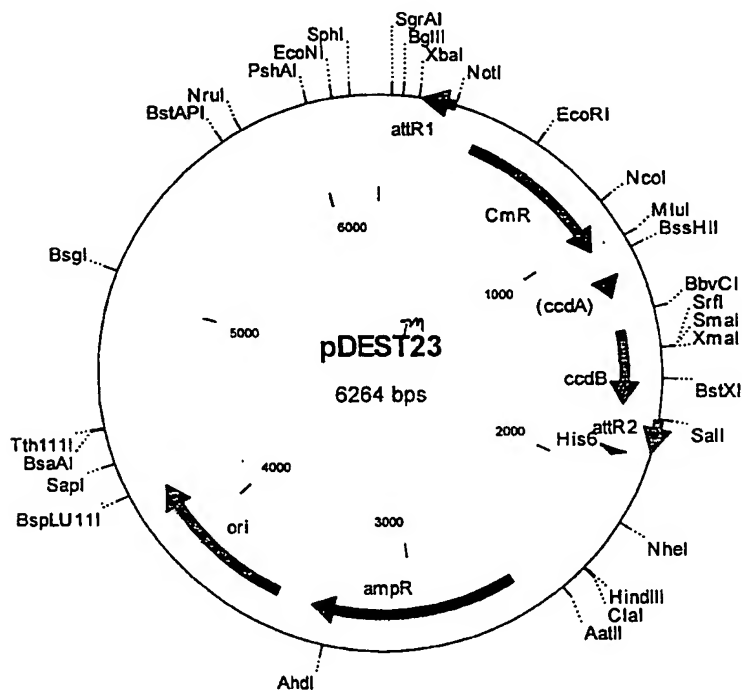 SgrAI
BglII
XbaI
SphI
EcoNI
PshAI
NotI
NruI
BstAPI
attR1
EcoRI
NcoI
CmR
MluI
BssHII
6000
BsgI
1000
(ccdA)
BbvCI
SrfI
SmaI
XmaI
5000
pDEST23
TM
6264 bps
ccdB
BstXI
attR2
SalI
His6
2000
Tth111I
BsaAI
SapI
BspLU11I
4000
ori
3000
NheI
HindIII
ClaI
AatII
ampR
AhdI